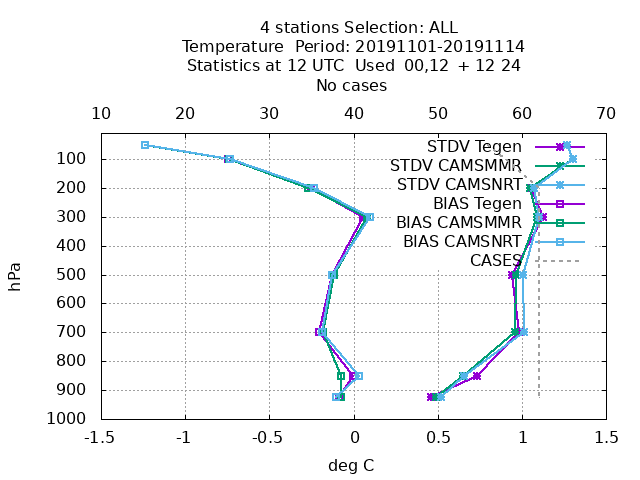 4 stations Selection: ALL
Temperature  Period: 20191101-20191114
Statistics at 12 UTC  Used  00,12  + 12 24
No cases
10 20 30 40 50 60 70
STDV Tegen
STDV CAMSMMR
STDV CAMSNRT
BIAS Tegen
BIAS CAMSMMR
BIAS CAMSNRT
CASES
100
200
300
400
500
600
700
800
900
1000
hPa
-1.5 -1 -0.5 0 0.5 1 1.5
deg C